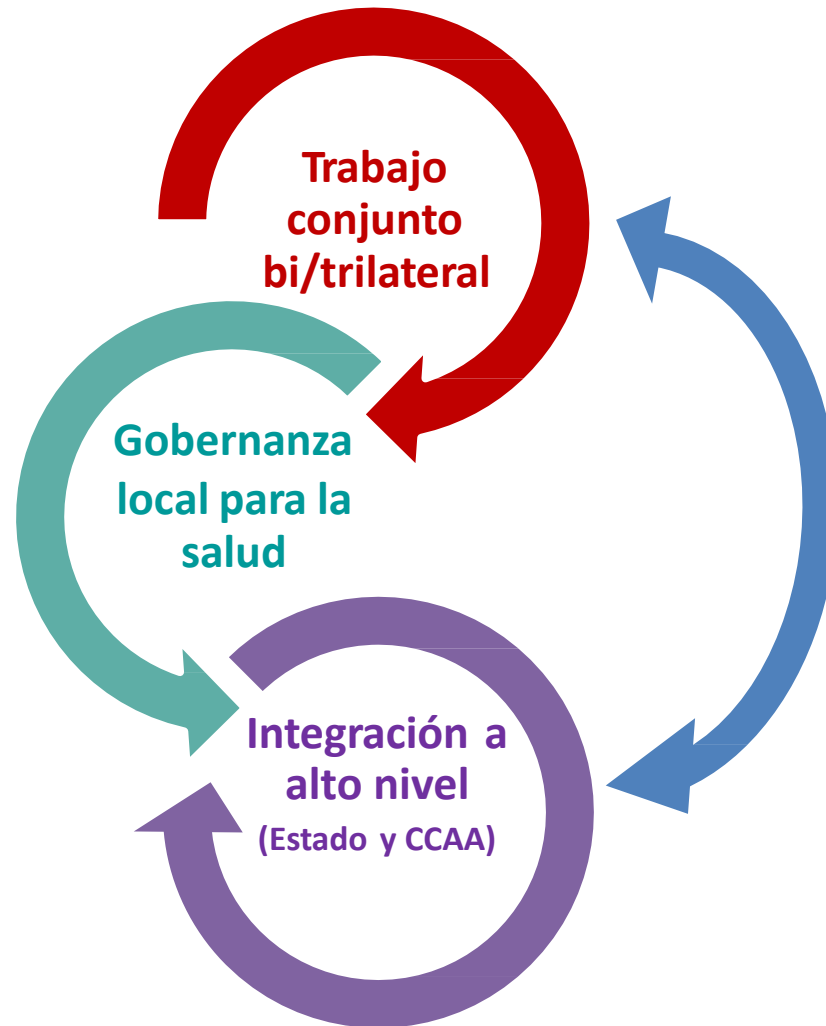 Trabajo
conjunto
bi/trilateral
Gobernanza
local para la
salud
Integración a
alto nivel
(Estado y CCAA)